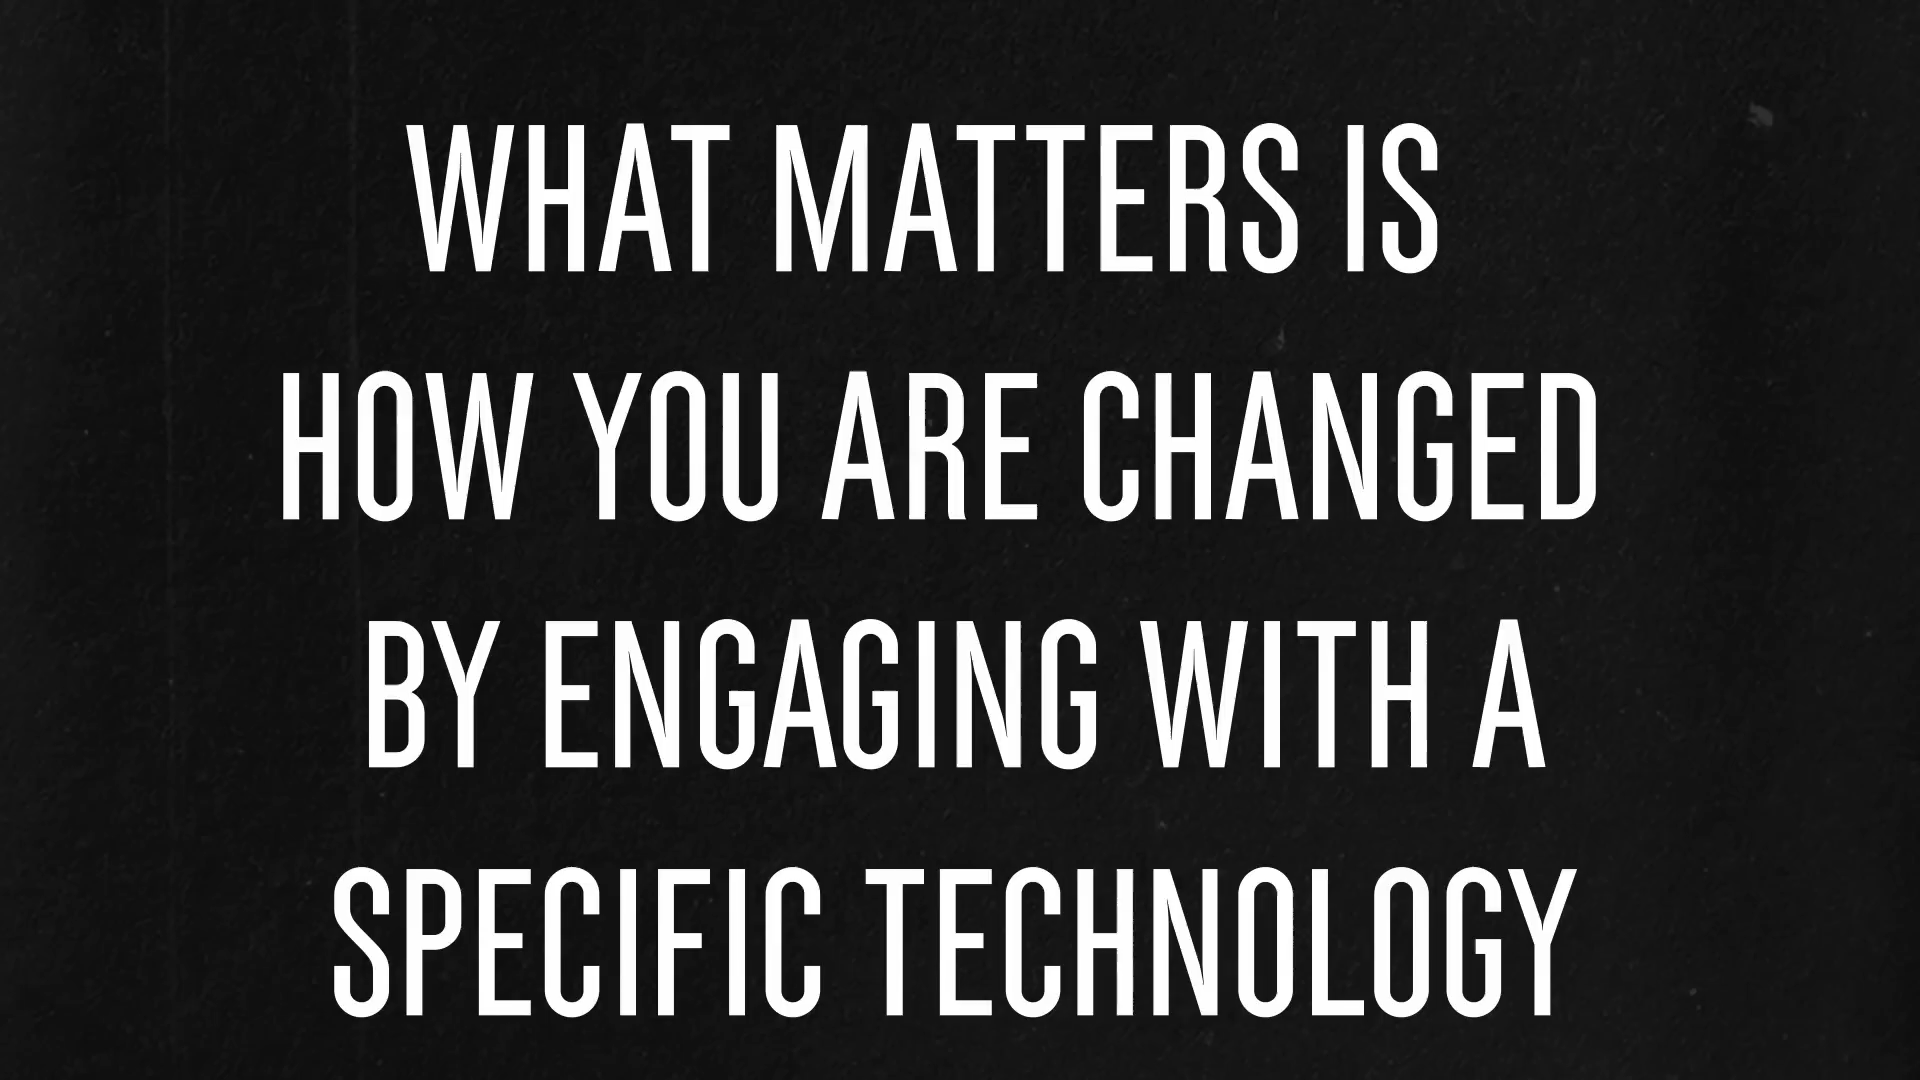 WHAT MATTERS IS
HOW YOU ARE CHANGED
BY ENGAGING WITH A
SPECIFIC TECHNOLOGY